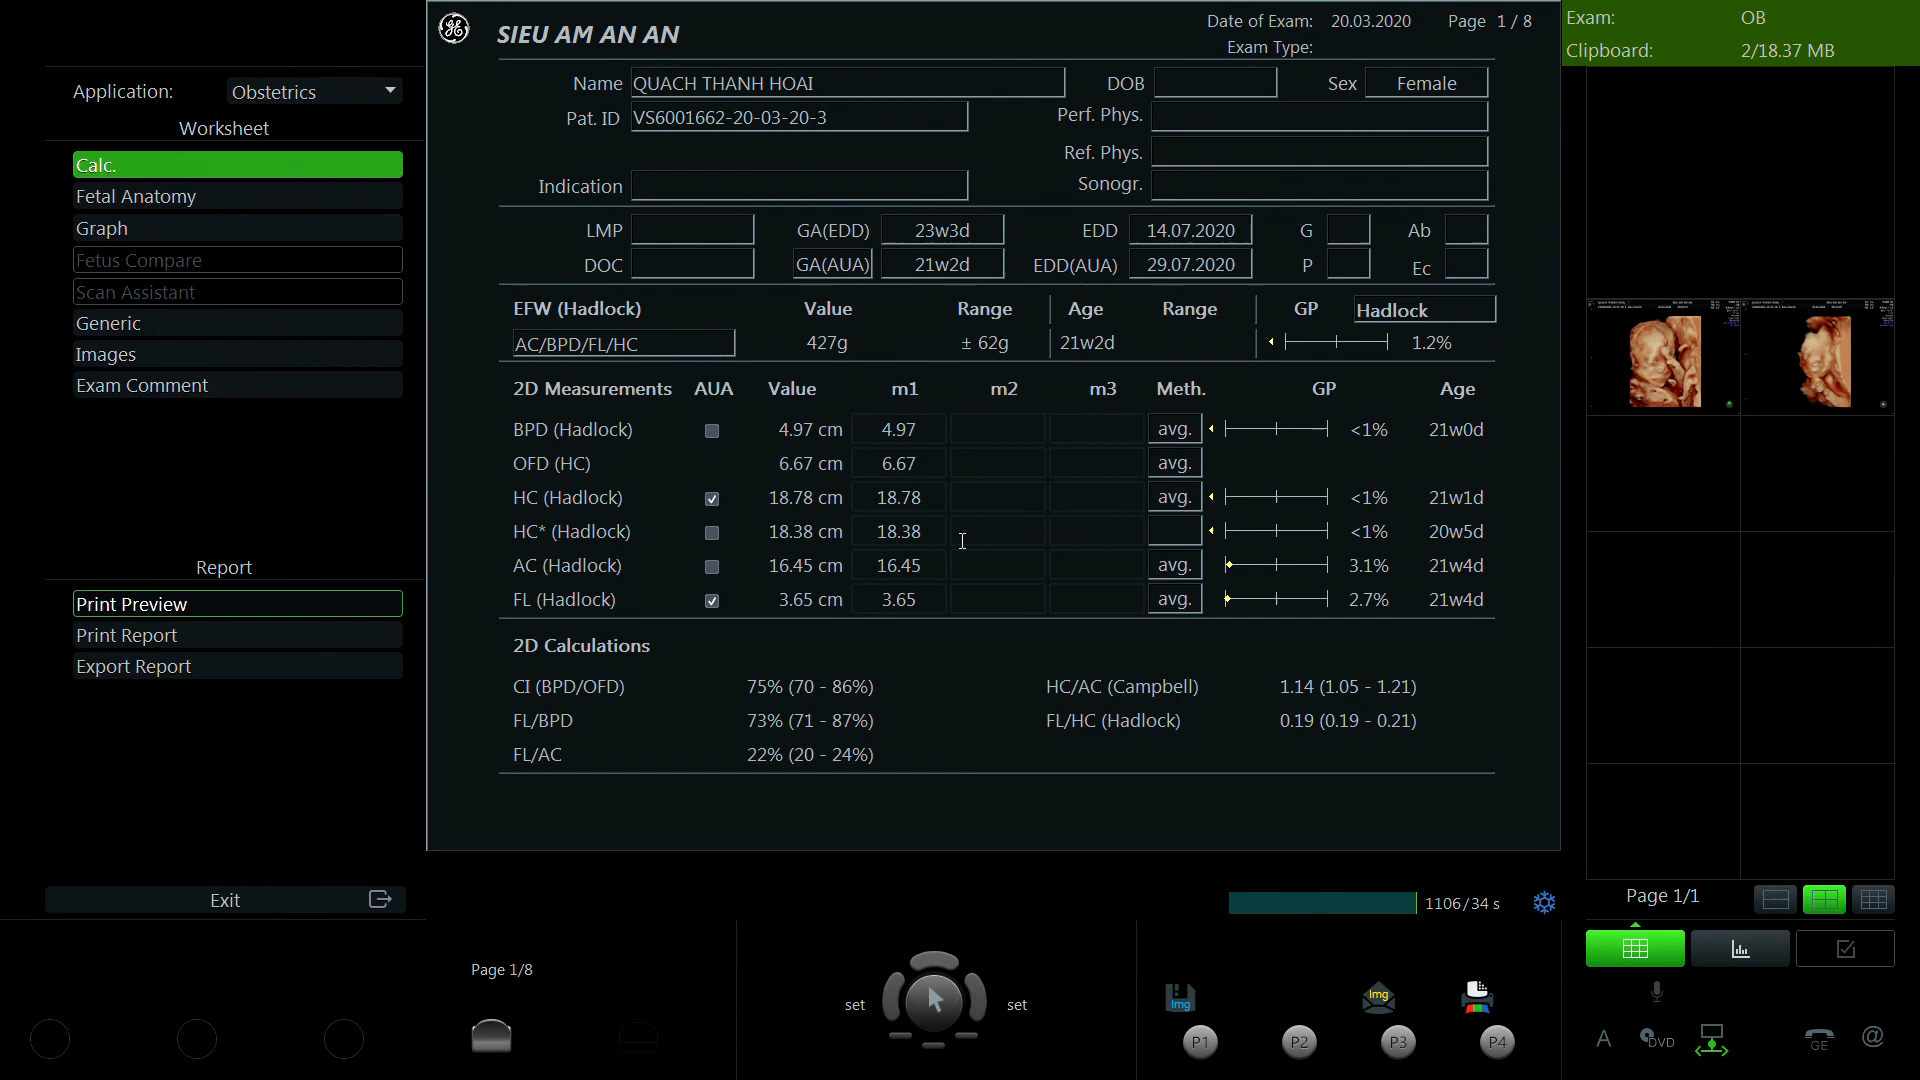 SIEU AM AN AN
Date of Exam: 20.03.2020 Page 1 / 8
Exam Type:
Exam: OB
Clipboard: 2/18.37 MB
Application: Obstetrics
Worksheet
Calc.
Fetal Anatomy
Graph
Fetus Compare
Scan Assistant
Generic
Images
Exam Comment
Report
Print Preview
Print Report
Export Report
Exit
Name QUACH THANH HOAI DOB Sex Female
Pat. ID VS6001662-20-03-20-3 Perf. Phys.
Ref. Phys.
Indication Sonogr.
LMP GA(EDD) 23w3d EDD 14.07.2020 G Ab
DOC GA(AUA) 21w2d EDD(AUA) 29.07.2020 P Ec
EFW (Hadlock) Value Range Age Range GP Hadlock
AC/BPD/FL/HC 427g ± 62g 21w2d 1.2%
2D Measurements AUA Value m1 m2 m3 Meth. GP Age
BPD (Hadlock) 4.97 cm 4.97 avg. <1% 21w0d
OFD (HC) 6.67 cm 6.67 avg.
HC (Hadlock) 18.78 cm 18.78 avg. <1% 21w1d
HC* (Hadlock) 18.38 cm 18.38 <1% 20w5d
AC (Hadlock) 16.45 cm 16.45 avg. 3.1% 21w4d
FL (Hadlock) 3.65 cm 3.65 avg. 2.7% 21w4d
2D Calculations
CI (BPD/OFD) 75% (70 - 86%) HC/AC (Campbell) 1.14 (1.05 - 1.21)
FL/BPD 73% (71 - 87%) FL/HC (Hadlock) 0.19 (0.19 - 0.21)
FL/AC 22% (20 - 24%)
1106/34 s
Page 1/1
Page 1/8
set set
Img Img
P1 P2 P3 P4
A DVD GE @